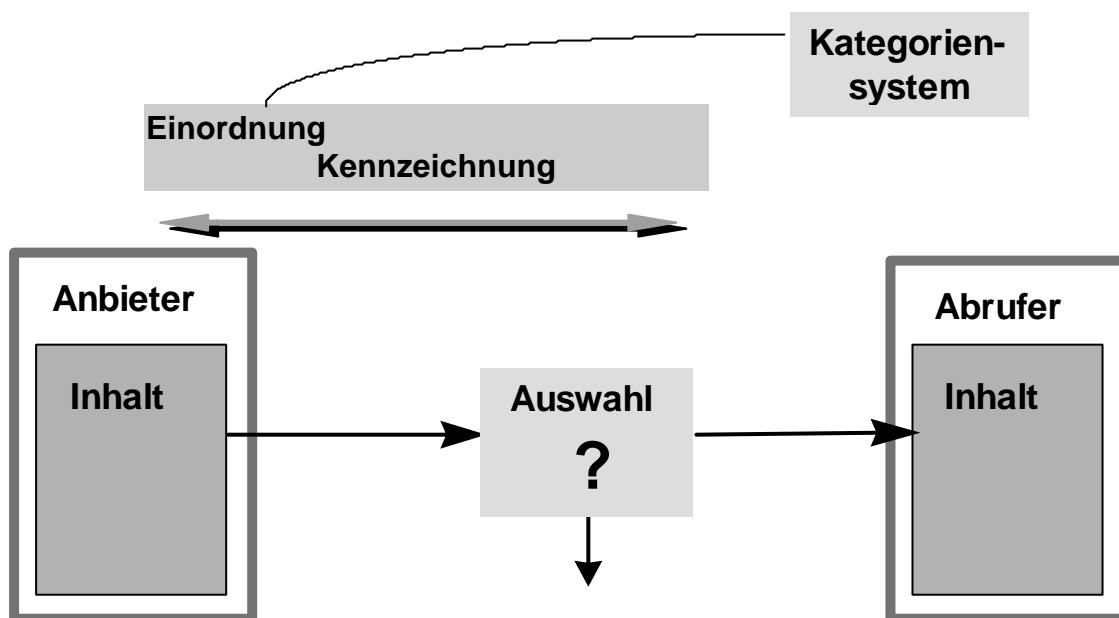 Kategorien-
system
Einordnung
Kennzeichnung
Anbieter
Inhalt
Auswahl
?
Abrufer
Inhalt